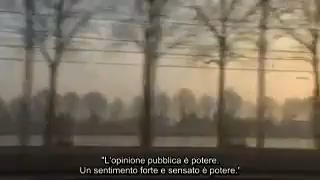 "L'opinione pubblica è potere.
Un sentimento forte e sensato è potere."